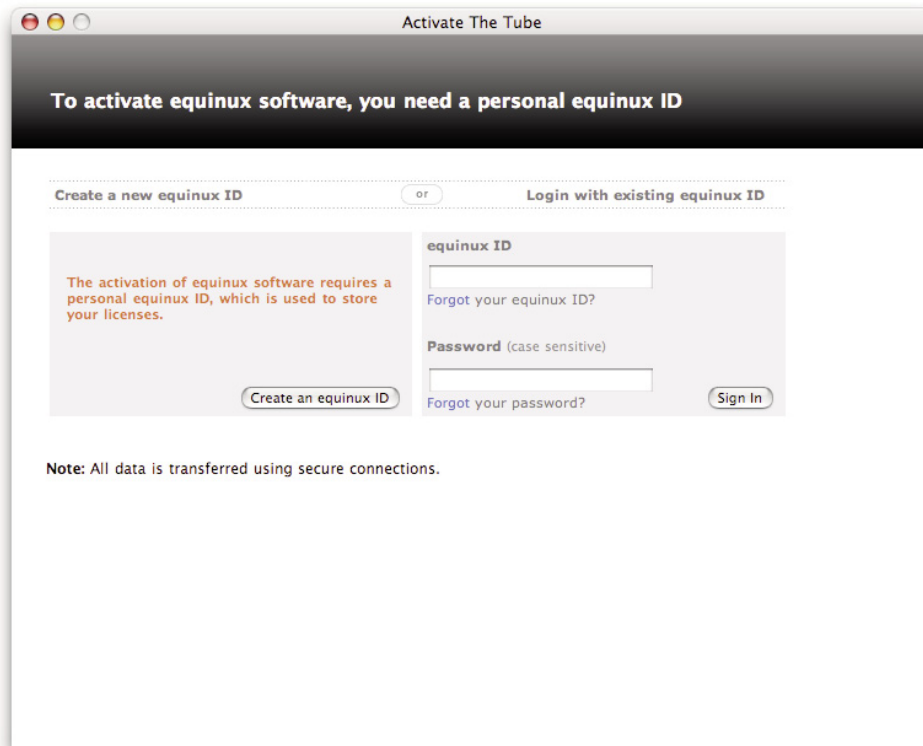 Activate The Tube
To activate equinux software, you need a personal equinux ID
Create a new equinux ID
or
Login with existing equinux ID
The activation of equinux software requires a
personal equinux ID, which is used to store
your licenses.
Create an equinux ID
equinux ID
Forgot your equinux ID?
Password (case sensitive)
Forgot your password?
Sign In
Note: All data is transferred using secure connections.